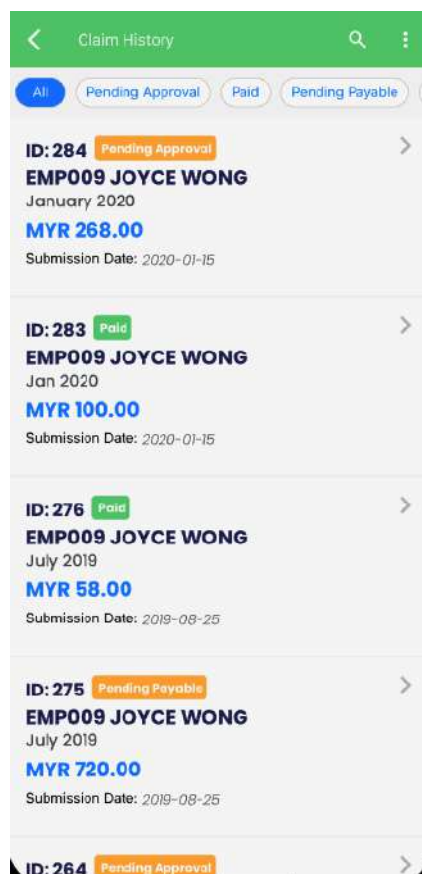 Claim History
All Pending Approval Paid Pending Payable
ID: 284 Pending Approval
EMP009 JOYCE WONG
January 2020
MYR 268.00
Submission Date: 2020-01-15
ID: 283 Paid
EMP009 JOYCE WONG
Jan 2020
MYR 100.00
Submission Date: 2020-01-15
ID: 276 Paid
EMP009 JOYCE WONG
July 2019
MYR 58.00
Submission Date: 2019-08-25
ID: 275 Pending Payable
EMP009 JOYCE WONG
July 2019
MYR 720.00
Submission Date: 2019-08-25
ID: 264 Pending Approval